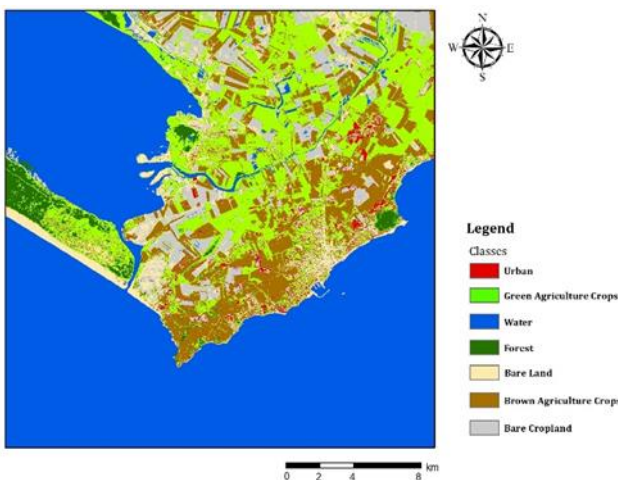 N
W
E
S
Legend
Classes
Urban
Green Agriculture Crops
Water
Forest
Bare Land
Brown Agriculture Crops
Bare Cropland
0 2 4 8 km